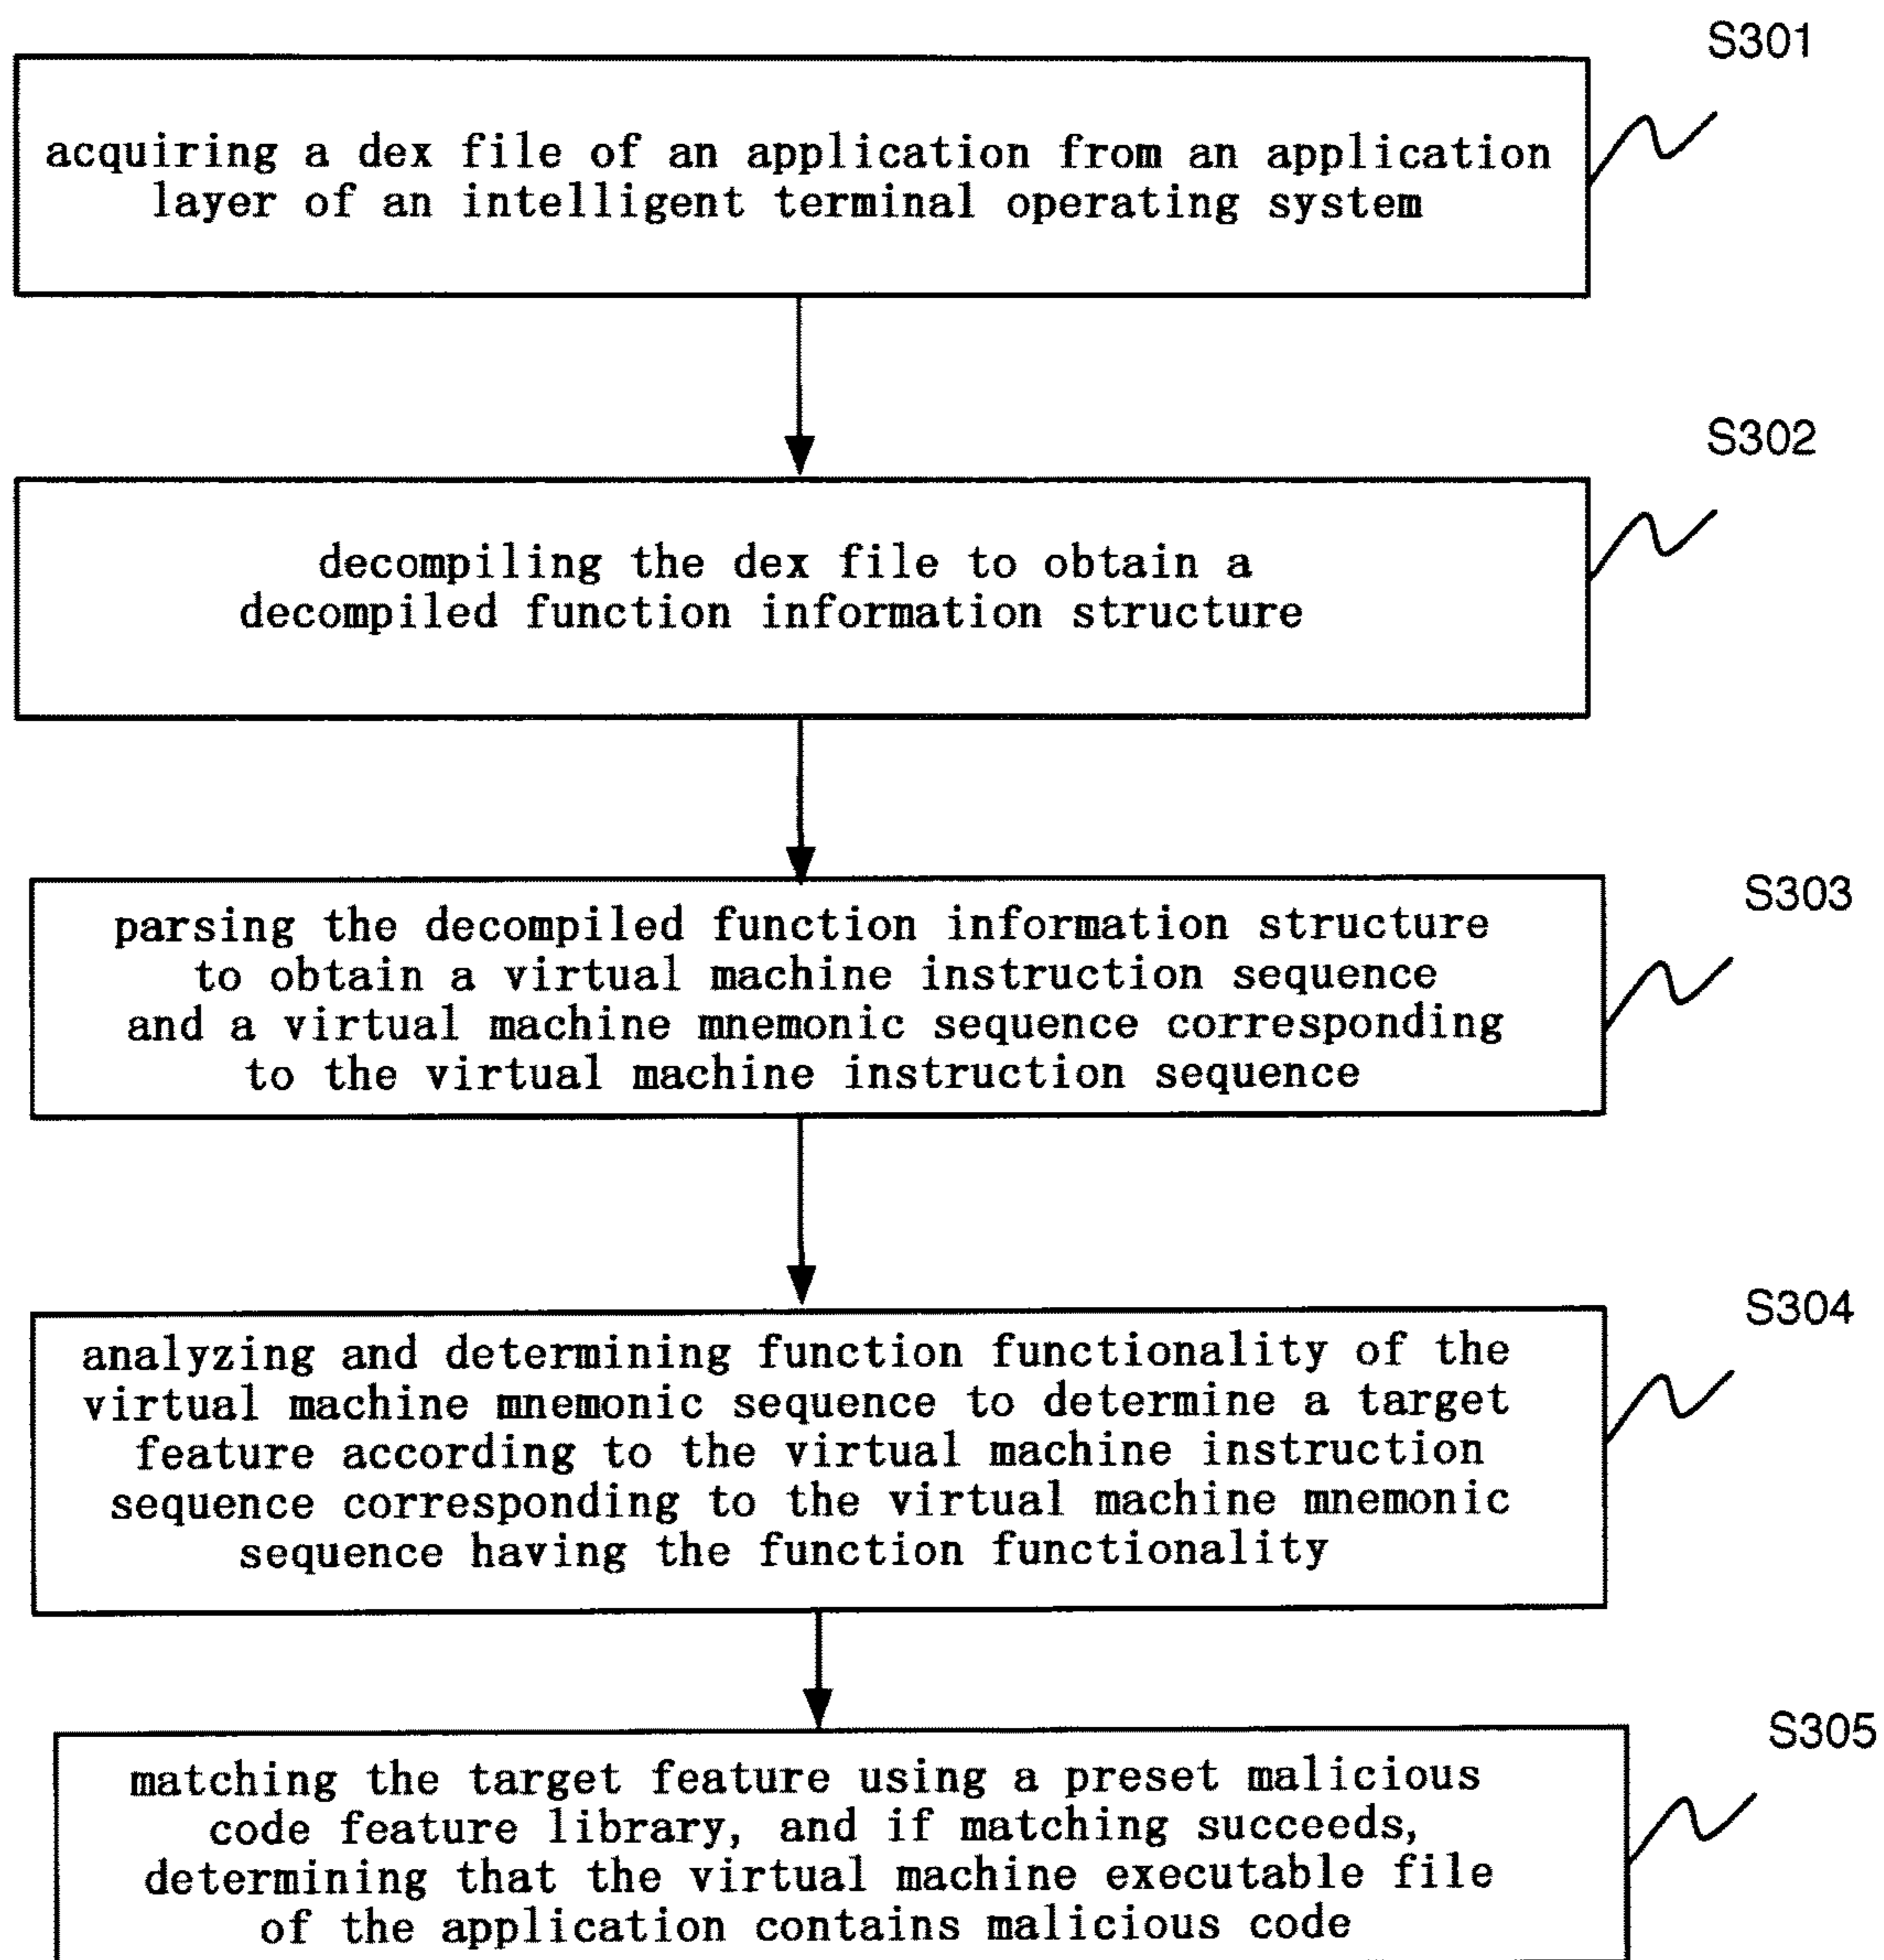 S301
acquiring a dex file of an application from an application
layer of an intelligent terminal operating system
S302
decompiling the dex file to obtain a
decompiled function information structure
S303
parsing the decompiled function information structure
to obtain a virtual machine instruction sequence
and a virtual machine mnemonic sequence corresponding
to the virtual machine instruction sequence
S304
analyzing and determining function functionality of the
virtual machine mnemonic sequence to determine a target
feature according to the virtual machine instruction
sequence corresponding to the virtual machine mnemonic
sequence having the function functionality
S305
matching the target feature using a preset malicious
code feature library, and if matching succeeds,
determining that the virtual machine executable file
of the application contains malicious code